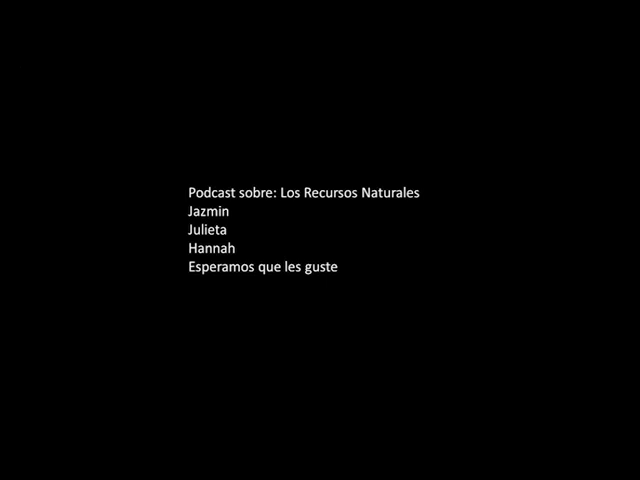 Podcast sobre: Los Recursos Naturales
Jazmin
Julieta
Hannah
Esperamos que les guste